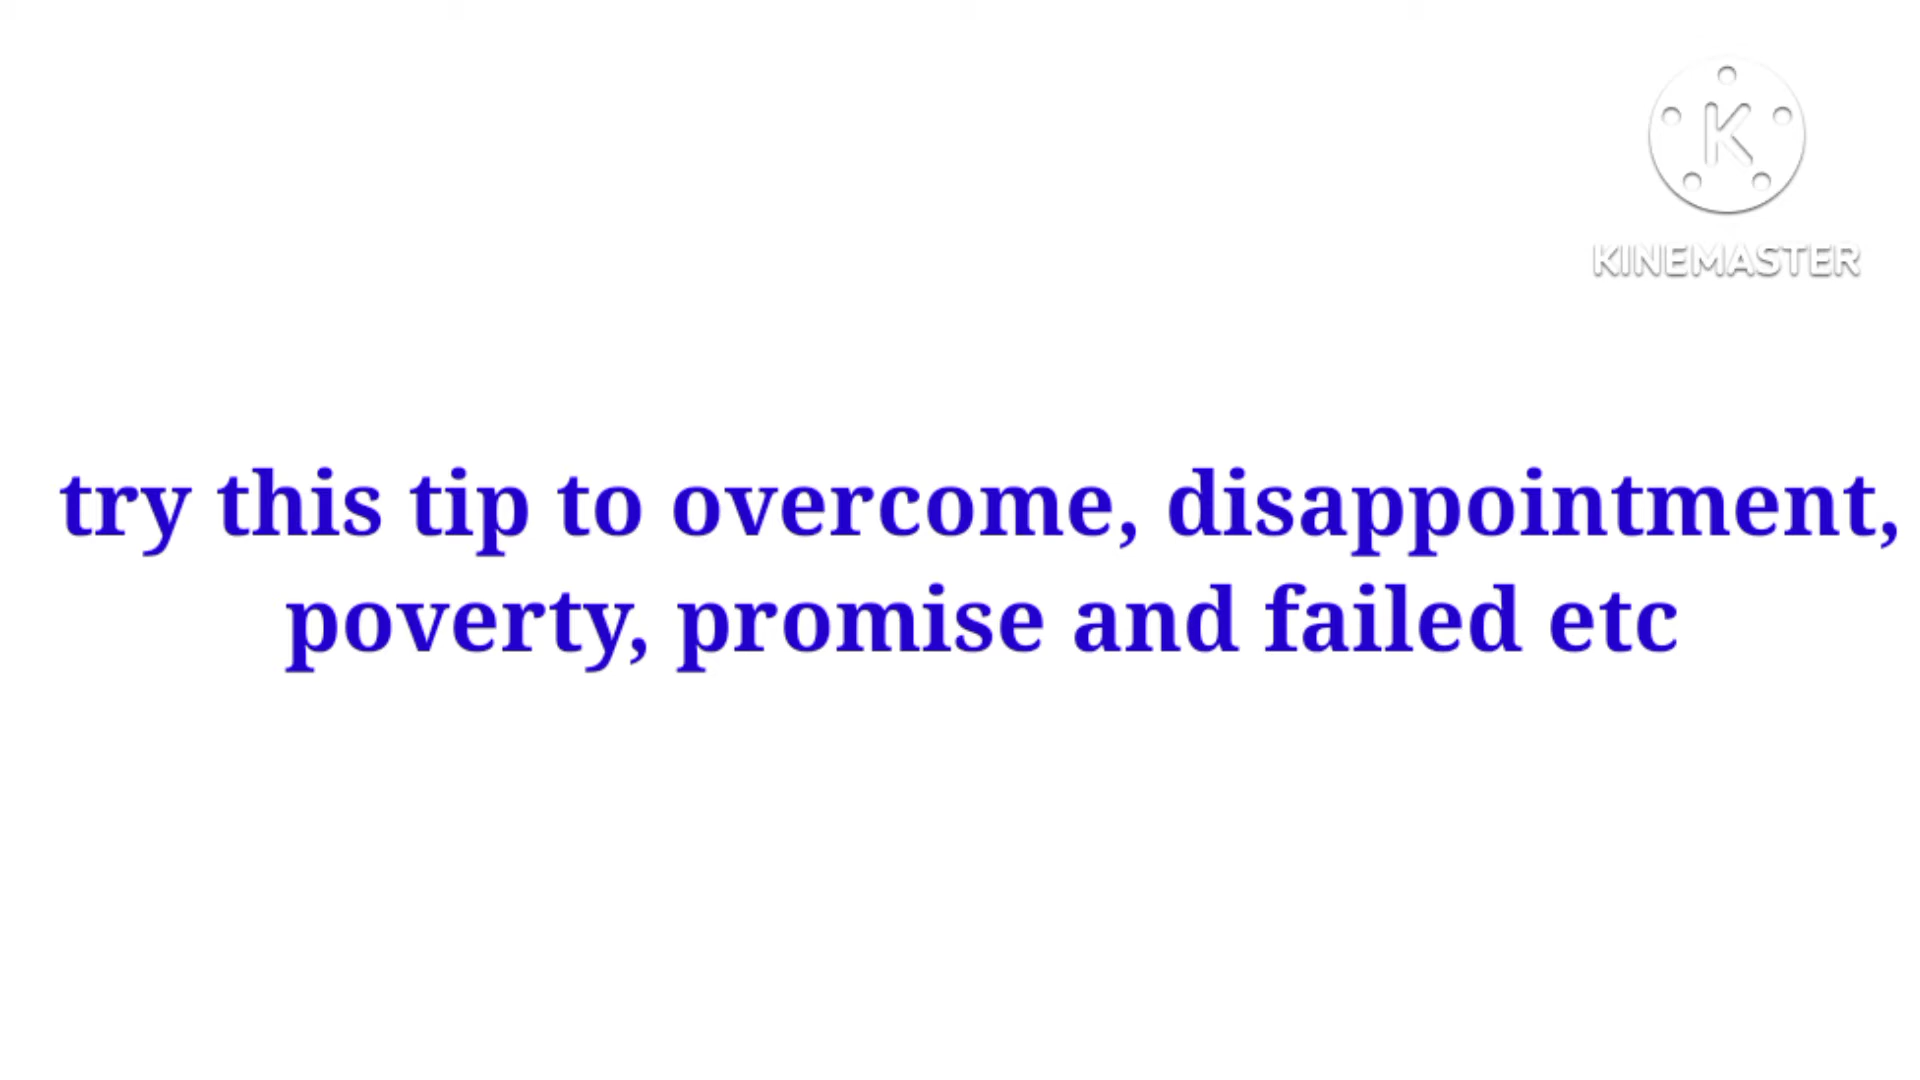 K
KINEMASTER
try this tip to overcome, disappointment,
poverty, promise and failed etc